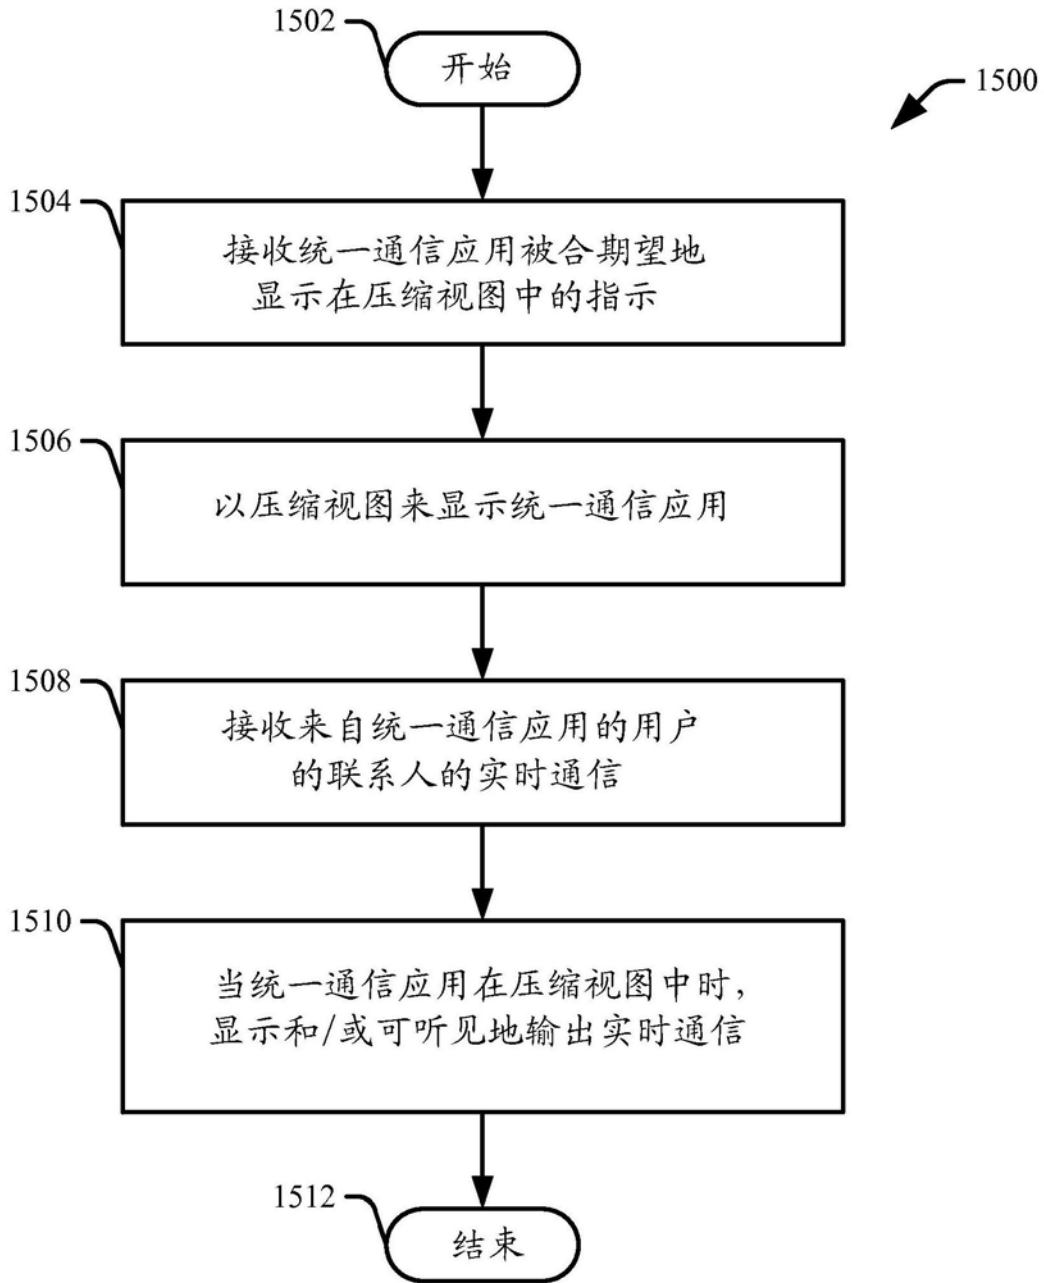 1502
开始
1500
1504
接收统一通信应用被合期望地
显示在压缩视图中的指示
1506
以压缩视图来显示统一通信应用
1508
接收来自统一通信应用的用户
的联系人的实时通信
1510
当统一通信应用在压缩视图中时，
显示和/或可听见地输出实时通信
1512
结束